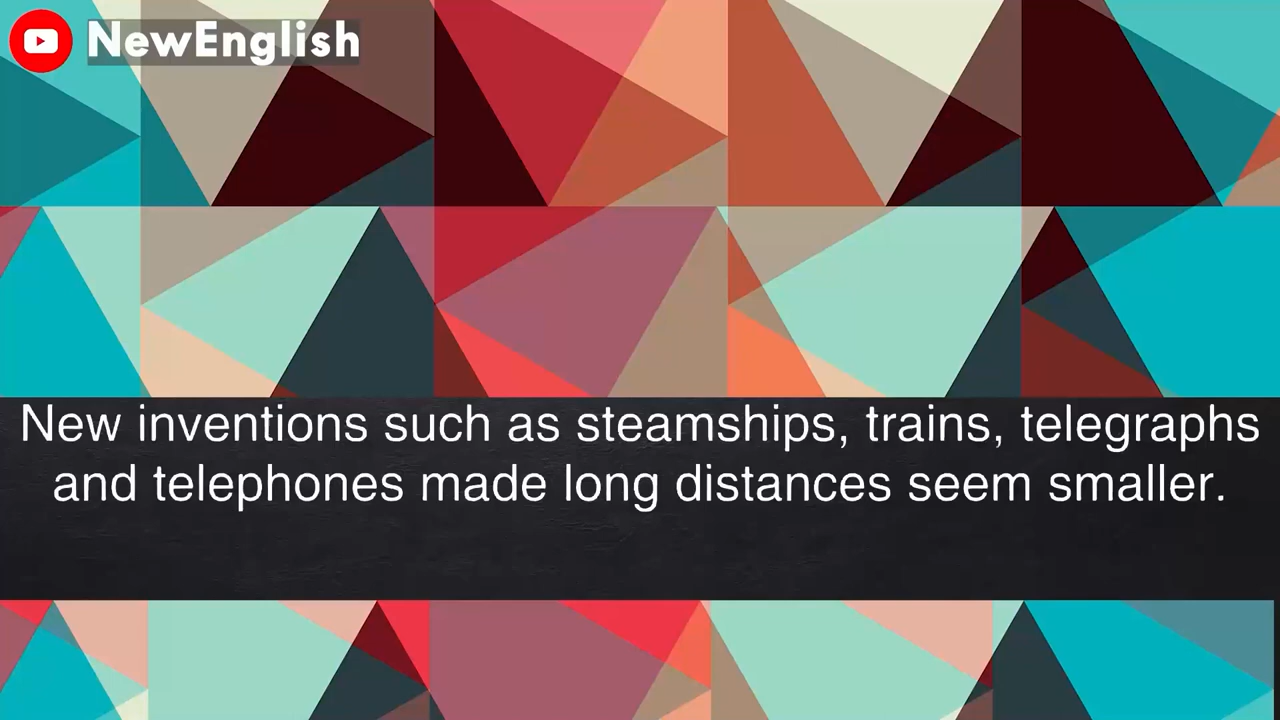 NewEnglish
New inventions such as steamships, trains, telegraphs
and telephones made long distances seem smaller.